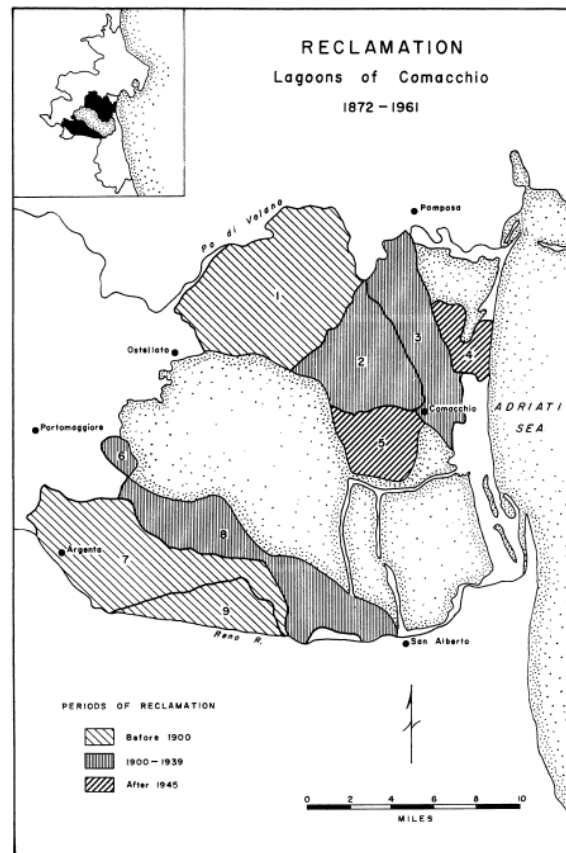 RECLAMATION
Lagoons of Comacchio
1872 – 1961
Pomposa
Po di Volano
1
2
3
4
Ostellato
Comacchio
ADRIATI
SEA
Portomaggiore
5
6
7
8
9
Argenta
Reno R.
San Alberto
PERIODS OF RECLAMATION
Before 1900
1900 – 1939
After 1945
0 2 4 6 8 10
MILES